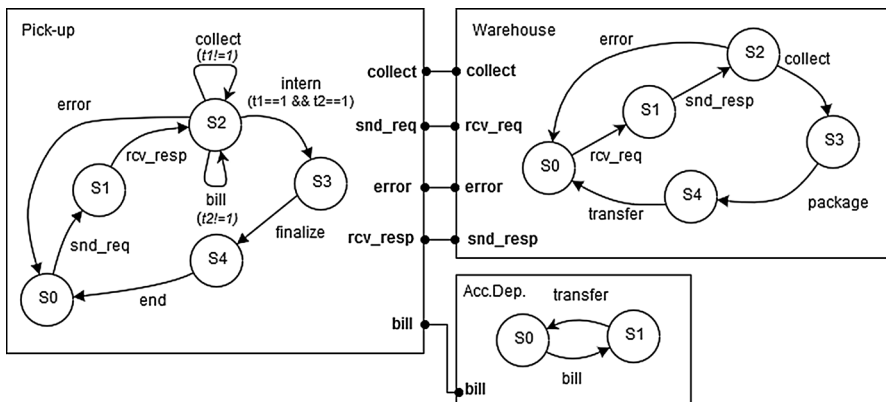 Pick-up
collect
(t1!=1)
intern
(t1==1 && t2==1)
error
S2
rcv_resp
S1
S3
bill
(t2!=1)
finalize
snd_req
S4
S0
end
collect
snd_req
error
rcv_resp
bill
Warehouse
collect
rcv_req
error
snd_resp
error
S2
collect
snd_resp
S1
S3
rcv_req
S0
S4
transfer
package
Acc.Dep.
transfer
S0
S1
bill
bill